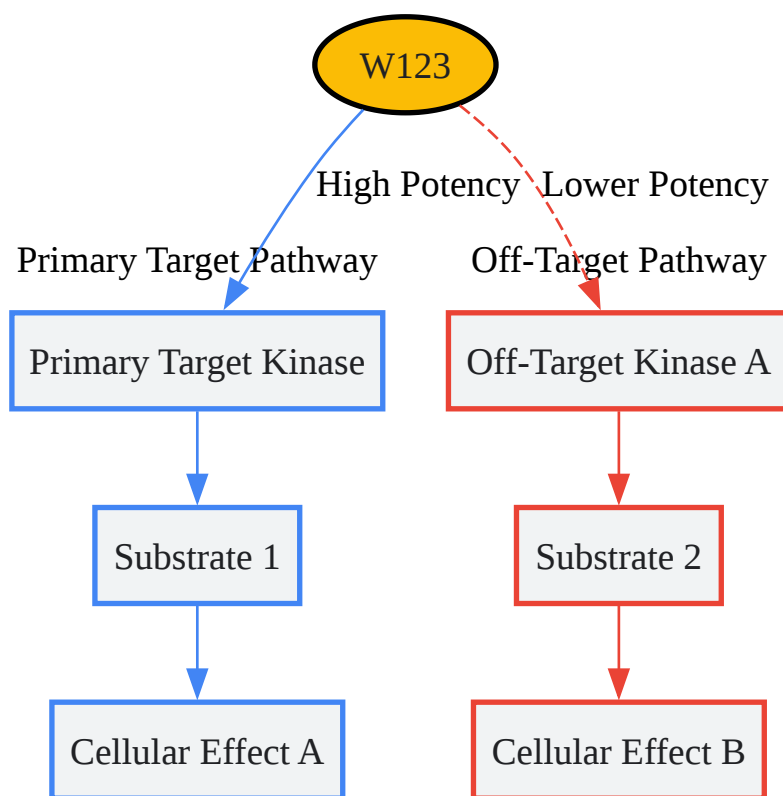 W123
High Potency
Lower Potency
Primary Target Pathway
Off-Target Pathway
Primary Target Kinase
Off-Target Kinase A
Substrate 1
Substrate 2
Cellular Effect A
Cellular Effect B